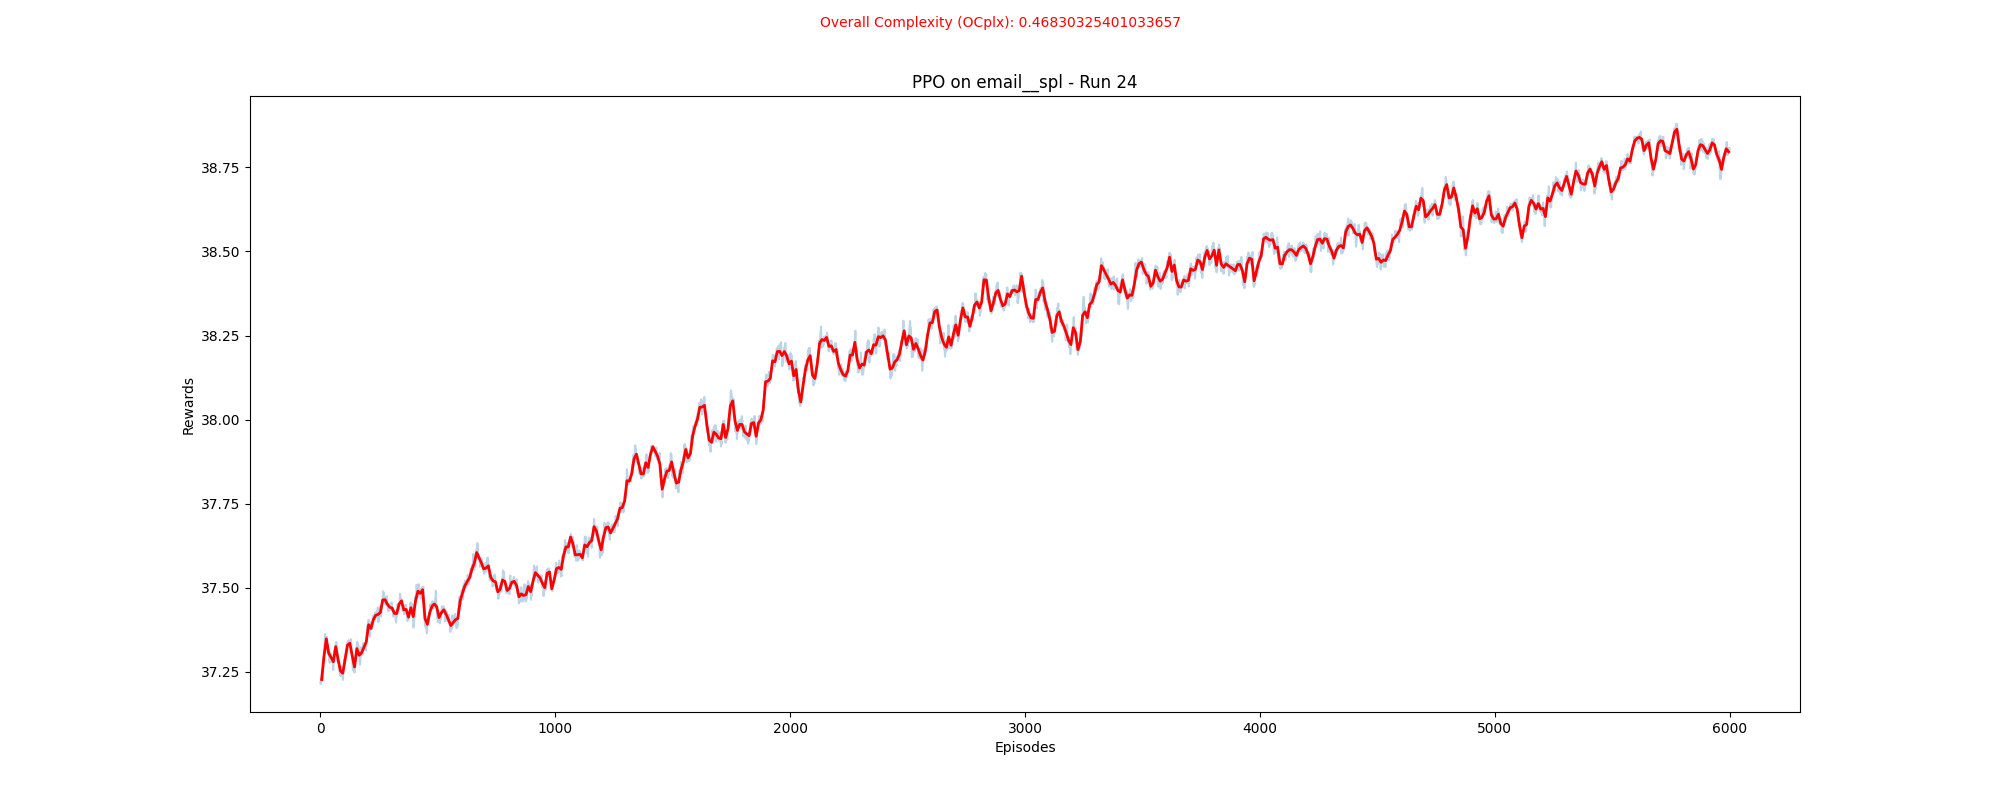 Overall Complexity (OCplx): 0.46830325401033657
PPO on email__spl - Run 24
38.75
38.50
38.25
38.00
37.75
37.50
37.25
Rewards
0 1000 2000 3000 4000 5000 6000
Episodes